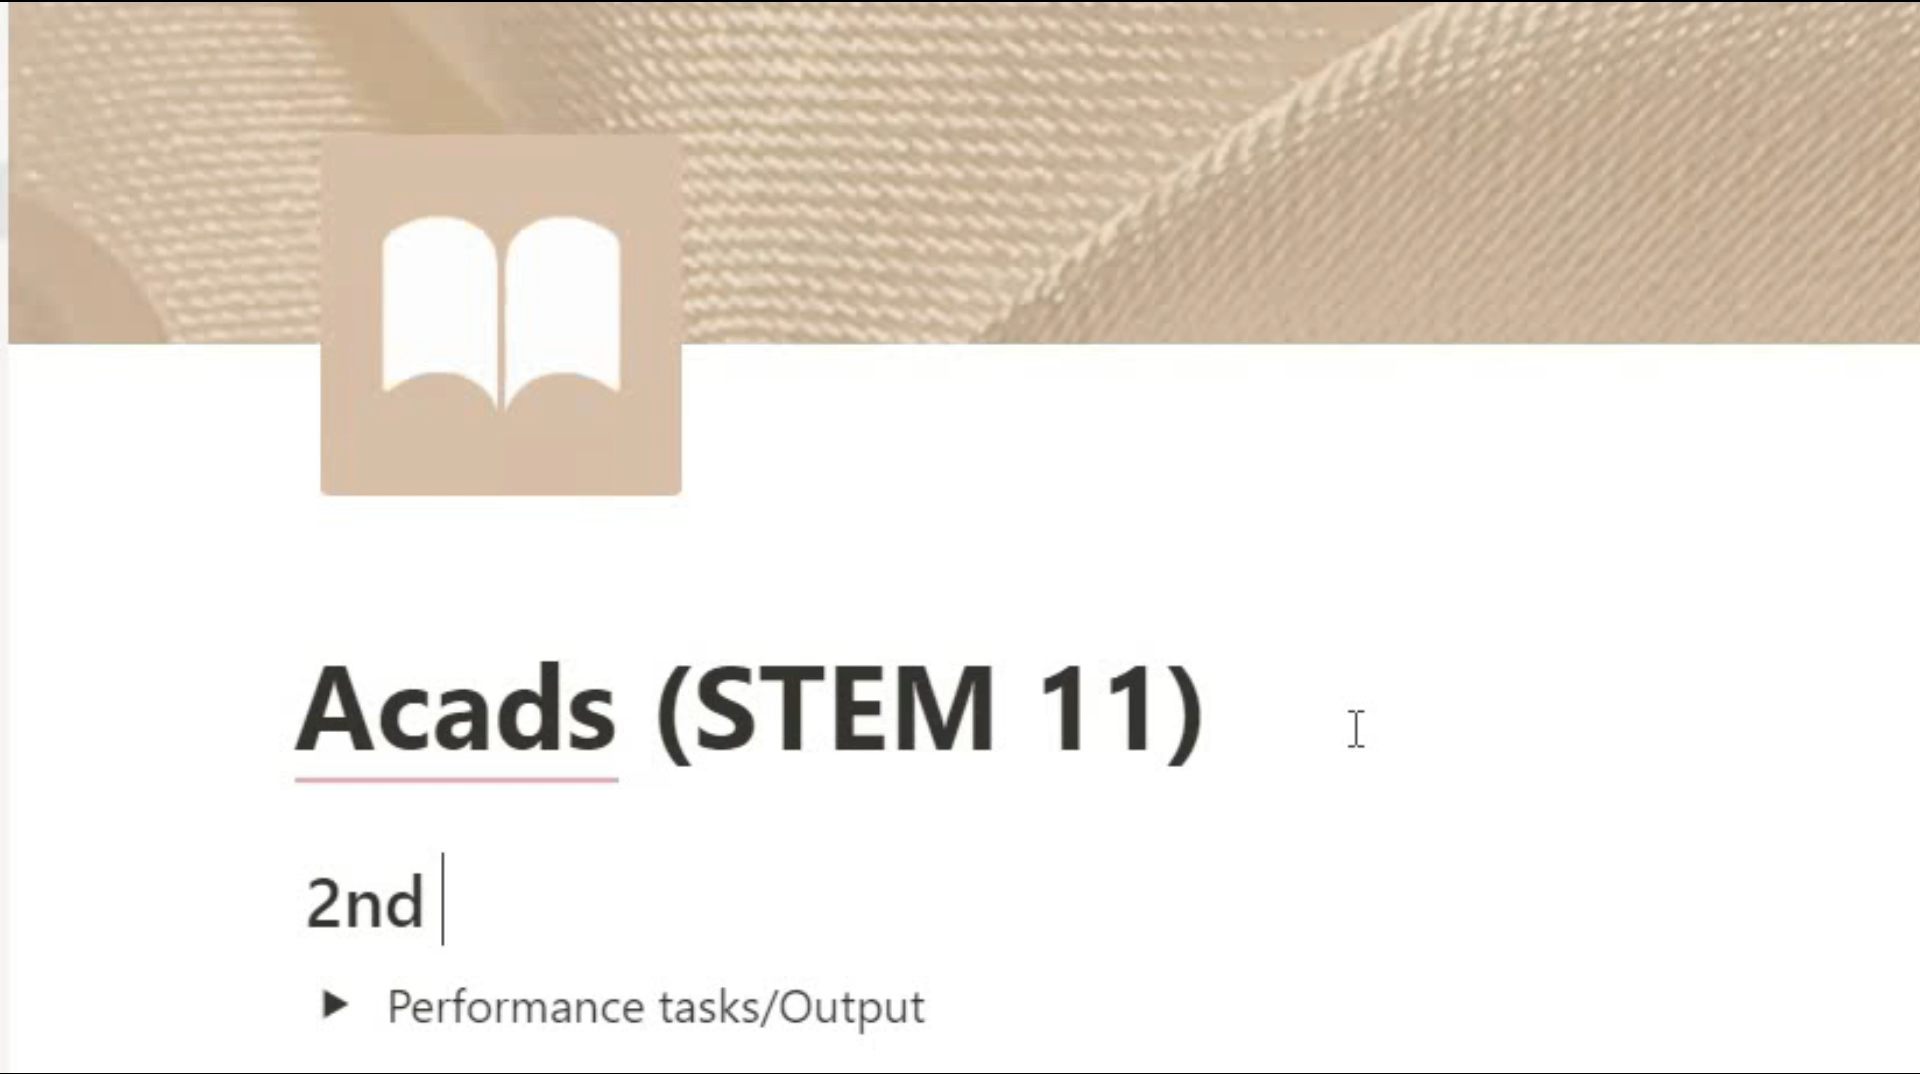 Acads (STEM 11)
2nd
Performance tasks/Output